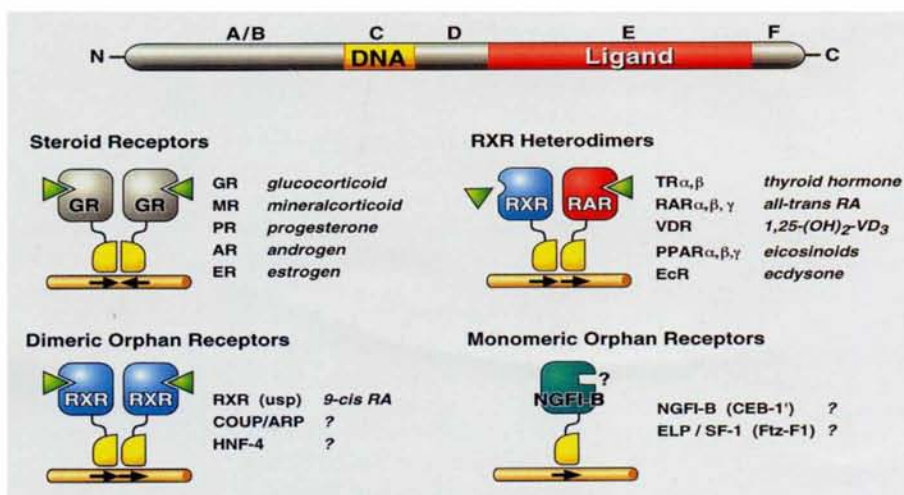 A/B C D E F
N DNA Ligand C
Steroid Receptors
GR GR
GR glucocorticoid
MR mineralcorticoid
PR progesterone
AR androgen
ER estrogen
RXR Heterodimers
RXR RAR
TRα,β thyroid hormone
RARα,β,γ all-trans RA
VDR 1,25-(OH)₂-VD₃
PPARα,β,γ eicosinoids
EcR ecdysone
Dimeric Orphan Receptors
RXR RXR
RXR (usp) 9-cis RA
COUP/ARP ?
HNF-4 ?
Monomeric Orphan Receptors
?
NGFI-B
NGFI-B (CEB-1') ?
ELP / SF-1 (Ftz-F1) ?